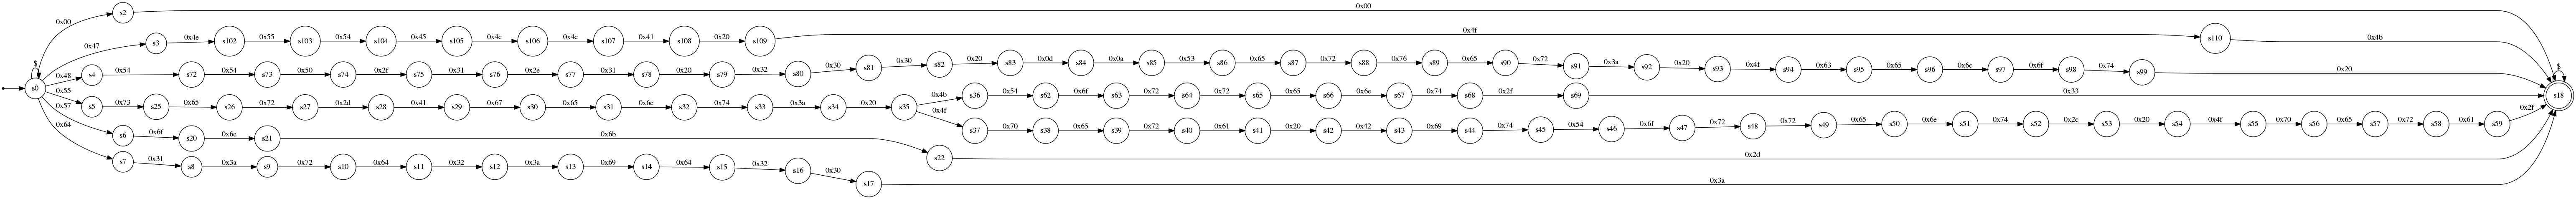 0x00 s2 0x00
0x47 s3 0x4e s102 0x55 s103 0x54 s104 0x45 s105 0x4c s106 0x4c s107 0x41 s108 0x20 s109 0x4f s110 0x4b
$ s0 0x48 s4 0x54 s72 0x54 s73 0x50 s74 0x2f s75 0x31 s76 0x2e s77 0x31 s78 0x20 s79 0x32 s80 0x30 s81 0x30 s82 0x20 s83 0x0d s84 0x0a s85 0x53 s86 0x65 s87 0x72 s88 0x76 s89 0x65 s90 0x72 s91 0x3a s92 0x20 s93 0x4f s94 0x63 s95 0x65 s96 0x6c s97 0x6f s98 0x74 s99 0x20 $ s18
0x4b s36 0x54 s62 0x6f s63 0x72 s64 0x72 s65 0x65 s66 0x6e s67 0x74 s68 0x2f s69 0x33
0x55 s5 0x73 s25 0x65 s26 0x72 s27 0x2d s28 0x41 s29 0x67 s30 0x65 s31 0x6e s32 0x74 s33 0x3a s34 0x20 s35
0x4f s37 0x70 s38 0x65 s39 0x72 s40 0x61 s41 0x20 s42 0x42 s43 0x69 s44 0x74 s45 0x54 s46 0x6f s47 0x72 s48 0x72 s49 0x65 s50 0x6e s51 0x74 s52 0x2c s53 0x20 s54 0x4f s55 0x70 s56 0x65 s57 0x72 s58 0x61 s59 0x2f
0x57 s6 0x6f s20 0x6e s21 0x6b s22 0x2d
0x64 s7 0x31 s8 0x3a s9 0x72 s10 0x64 s11 0x32 s12 0x3a s13 0x69 s14 0x64 s15 0x32 s16 0x30 s17 0x3a